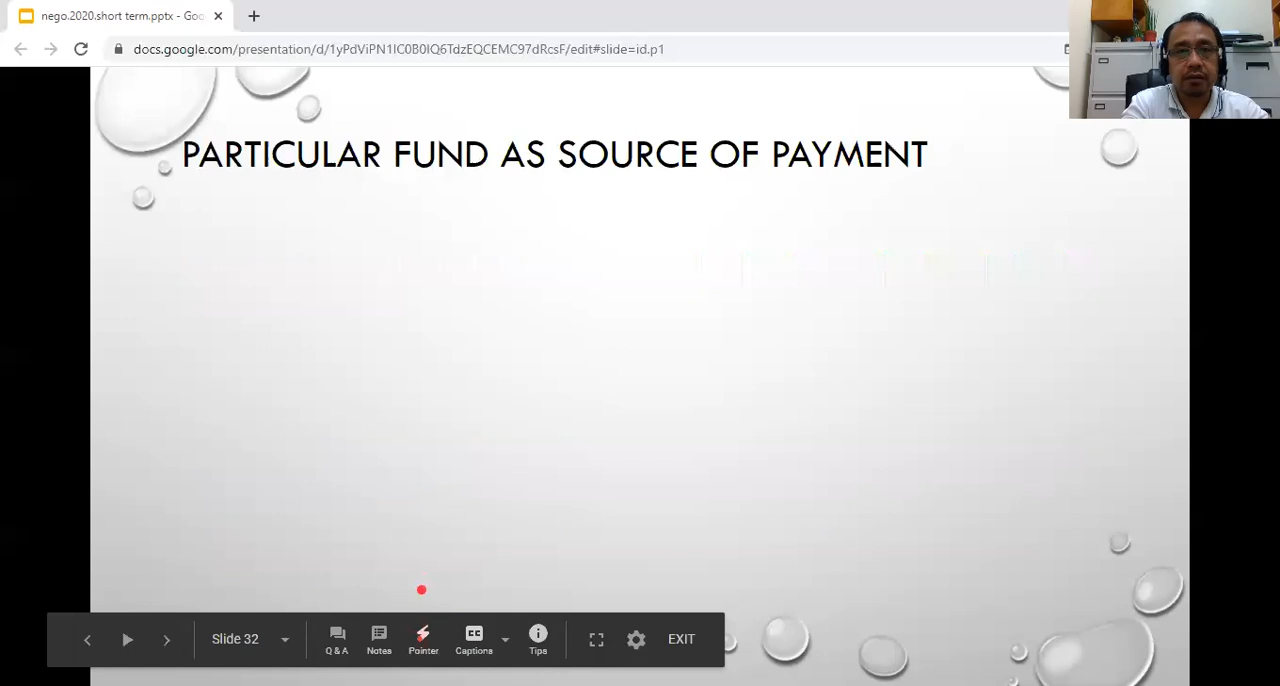 nego.2020.short term.pptx - Goo
docs.google.com/presentation/d/1yPdViPN1lC0B0lQ6TdzEQCEMC97dRcsF/edit#slide=id.p1
PARTICULAR FUND AS SOURCE OF PAYMENT
Slide 32
Q & A
Notes
Pointer
Captions
Tips
EXIT